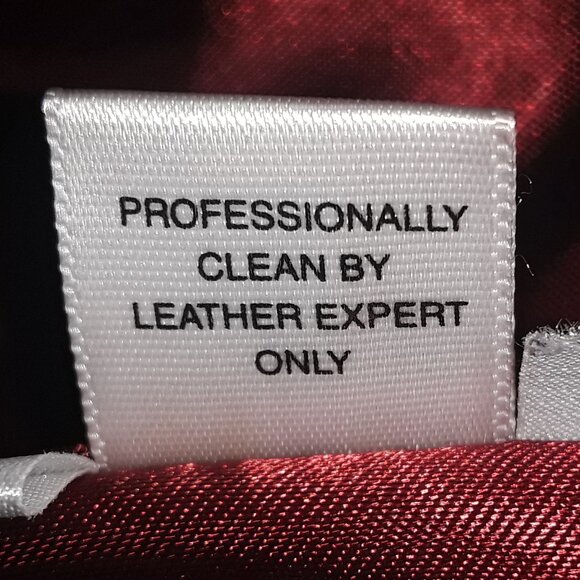 PROFESSIONALLY
CLEAN BY
LEATHER EXPERT
ONLY